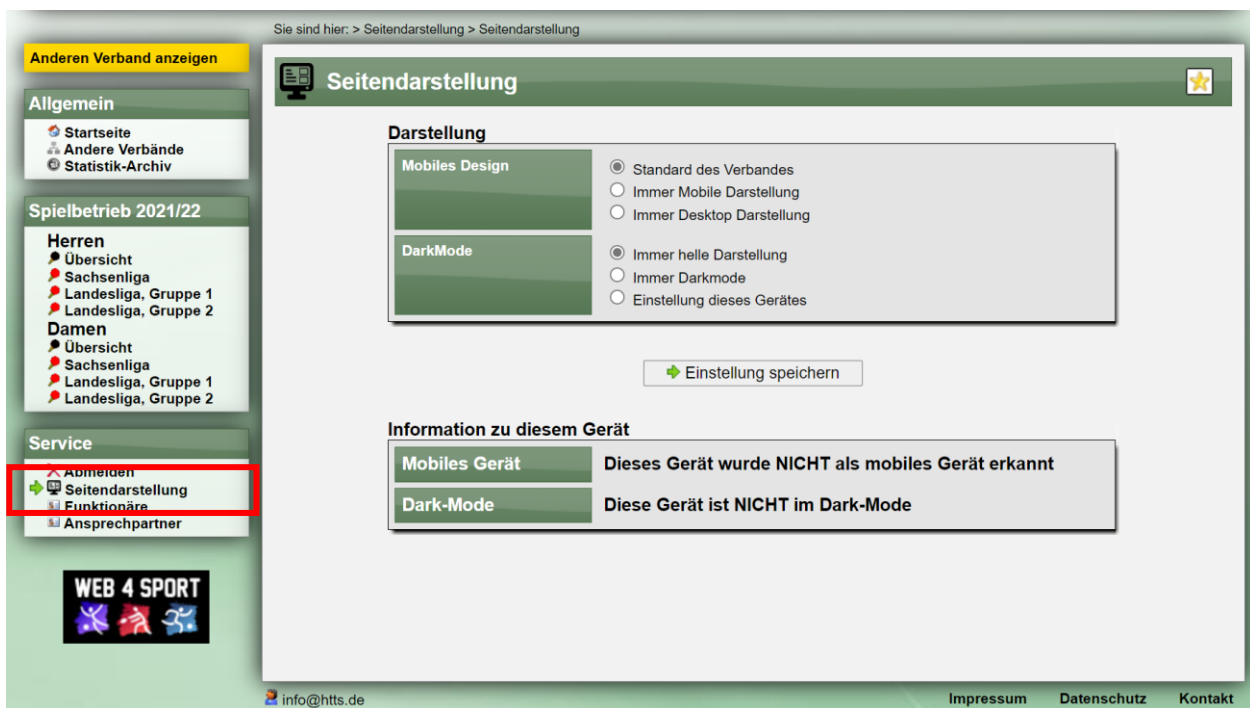 Sie sind hier: > Seitendarstellung > Seitendarstellung
Anderen Verband anzeigen
Allgemein
Startseite
Andere Verbände
Statistik-Archiv
Spielbetrieb 2021/22
Herren
Übersicht
Sachsenliga
Landesliga, Gruppe 1
Landesliga, Gruppe 2
Damen
Übersicht
Sachsenliga
Landesliga, Gruppe 1
Landesliga, Gruppe 2
Service
Abmelden
Seitendarstellung
Funktionäre
Ansprechpartner
WEB 4 SPORT
Seitendarstellung
Darstellung
Mobiles Design
Standard des Verbandes
Immer Mobile Darstellung
Immer Desktop Darstellung
DarkMode
Immer helle Darstellung
Immer Darkmode
Einstellung dieses Gerätes
Einstellung speichern
Information zu diesem Gerät
Mobiles Gerät Dieses Gerät wurde NICHT als mobiles Gerät erkannt
Dark-Mode Diese Gerät ist NICHT im Dark-Mode
info@htts.de
Impressum Datenschutz Kontakt